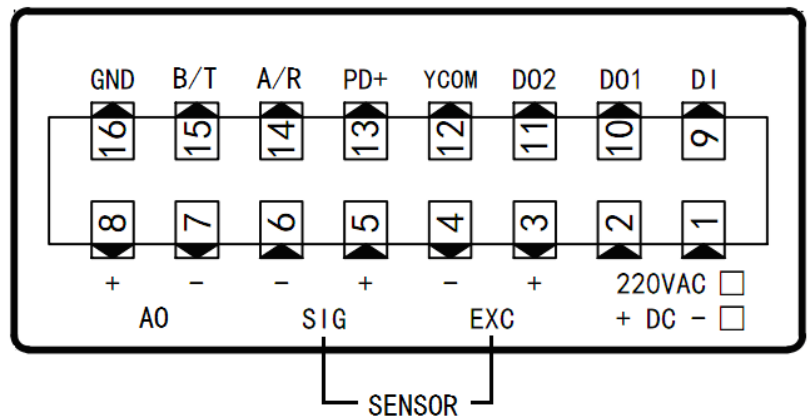 GND B/T A/R PD+ YCOM DO2 DO1 DI
16 15 14 13 12 11 10 9
8 7 6 5 4 3 2 1
+ - - + - + 220VAC
AO SIG EXC + DC -
SENSOR